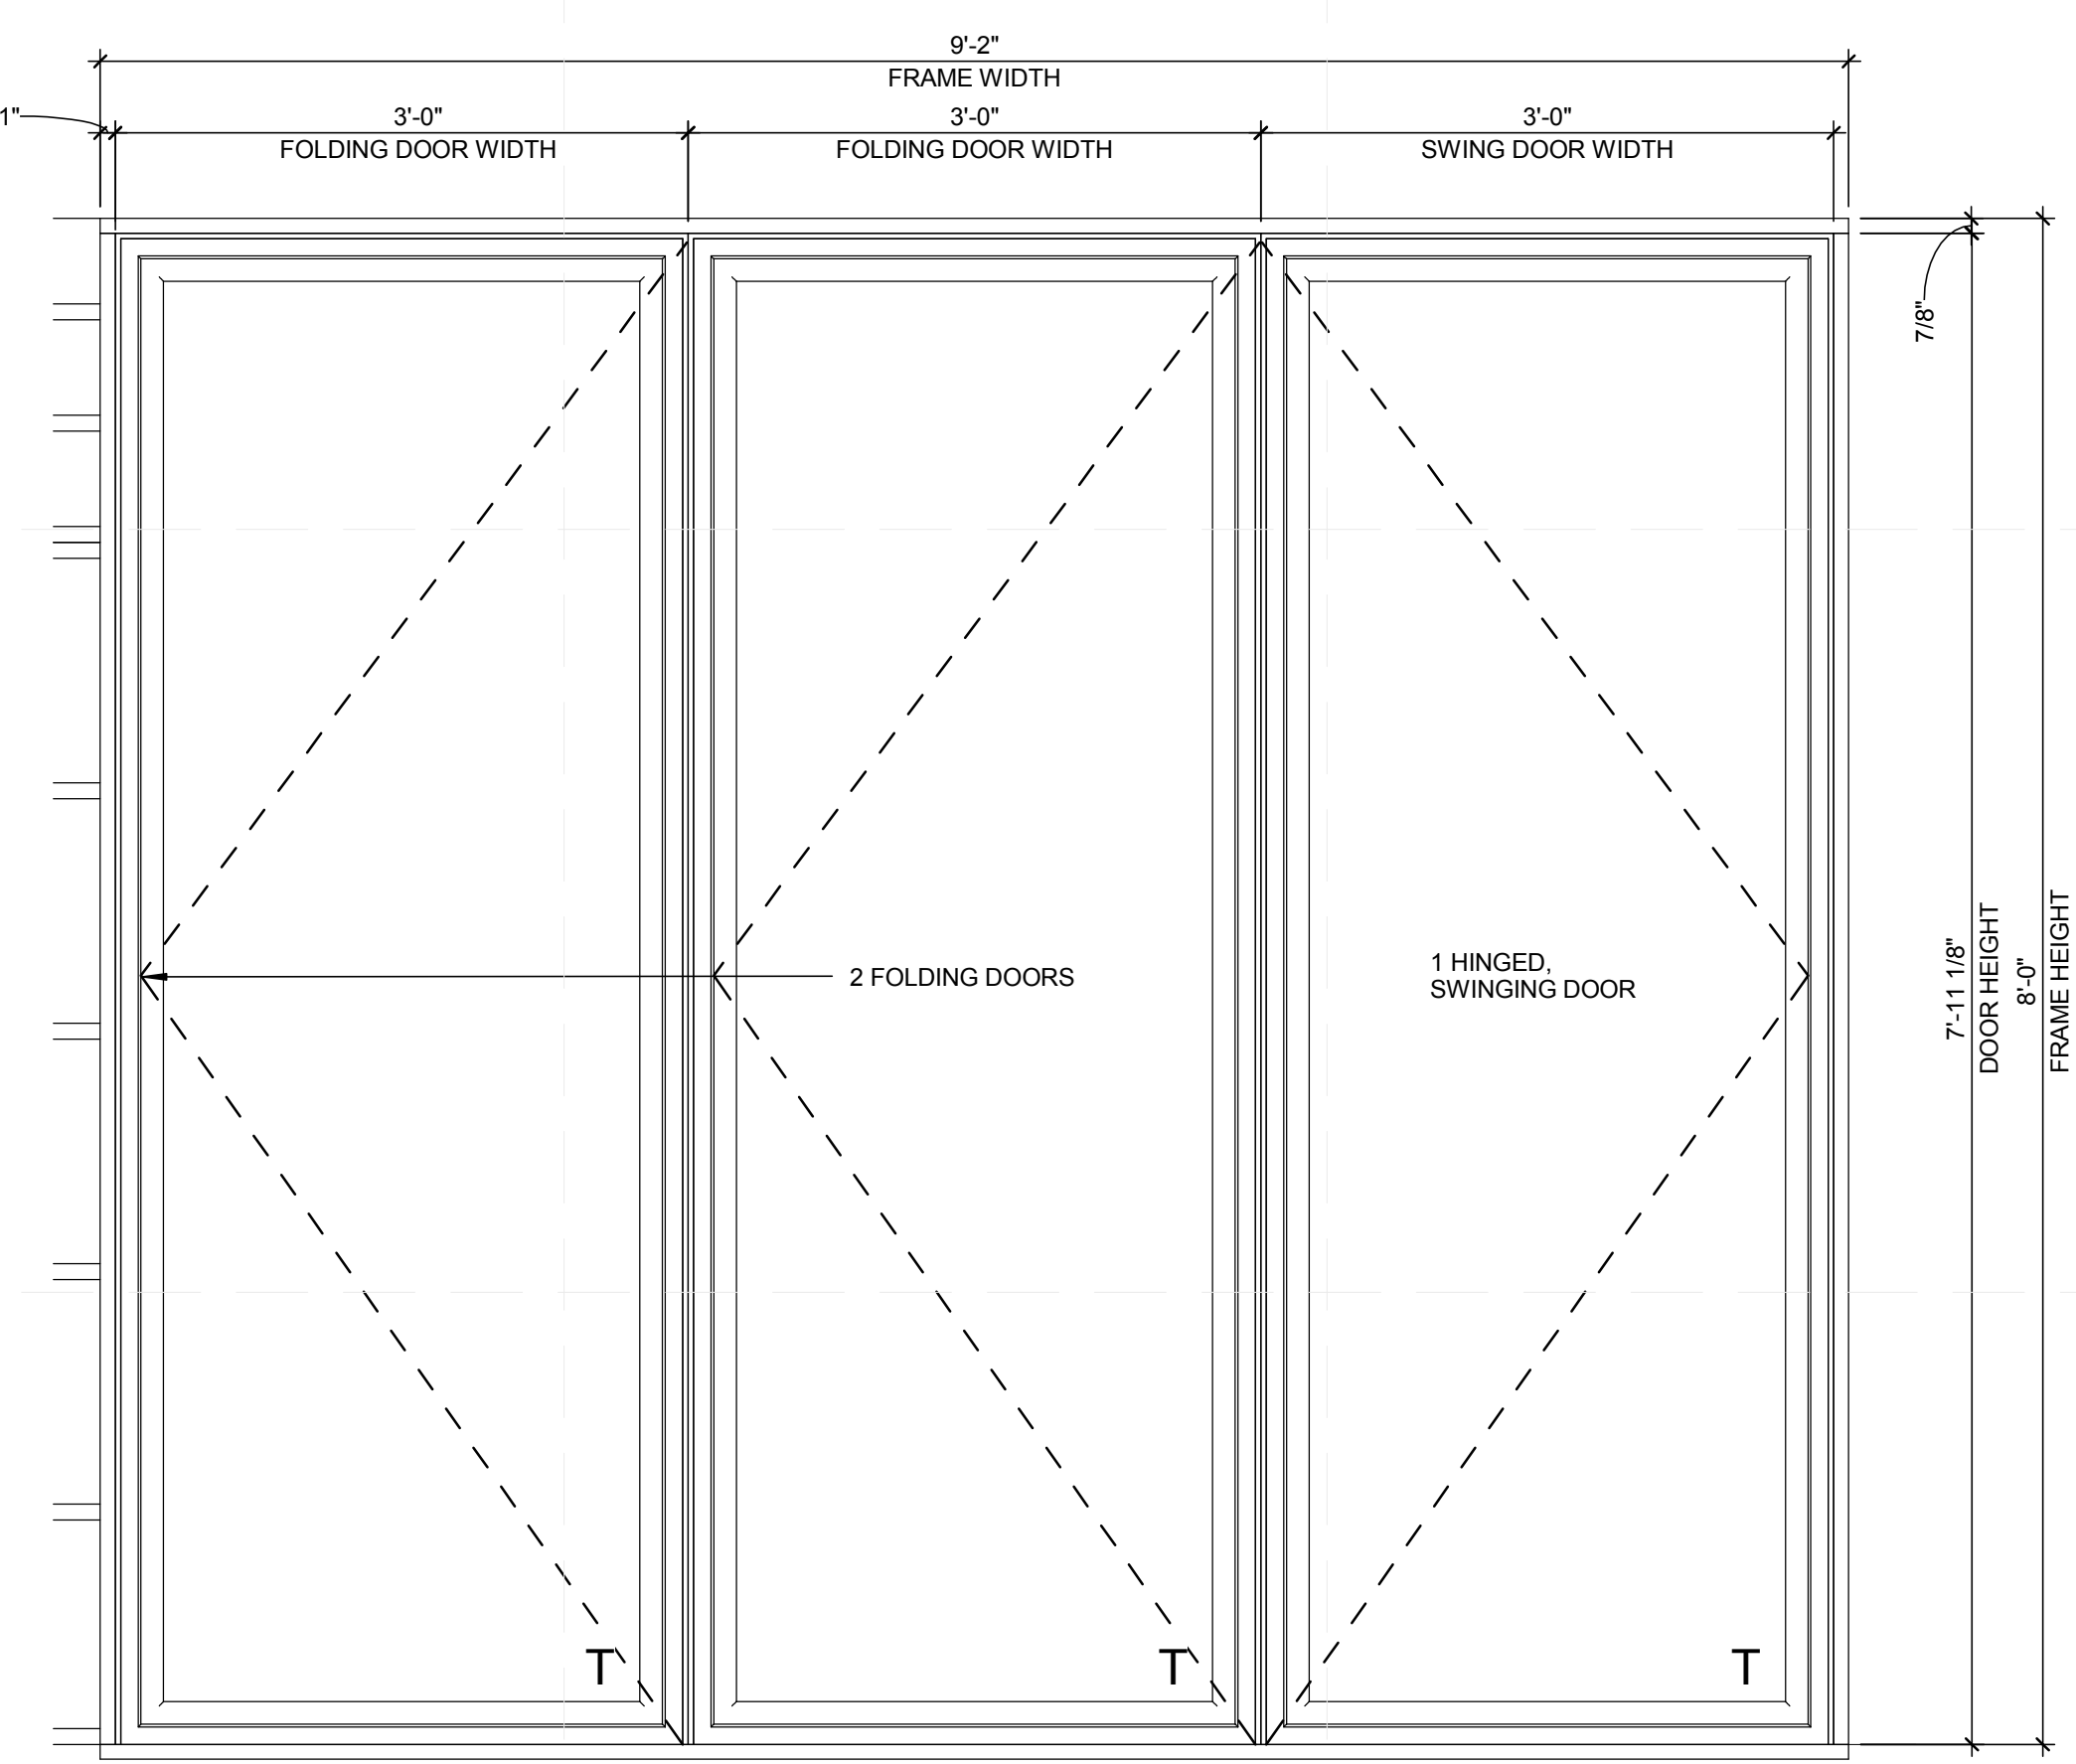 9'-2"
FRAME WIDTH
1"
3'-0"
FOLDING DOOR WIDTH
3'-0"
FOLDING DOOR WIDTH
3'-0"
SWING DOOR WIDTH
7/8"
2 FOLDING DOORS
1 HINGED,
SWINGING DOOR
7'-11 1/8"
DOOR HEIGHT
8'-0"
FRAME HEIGHT
T
T
T